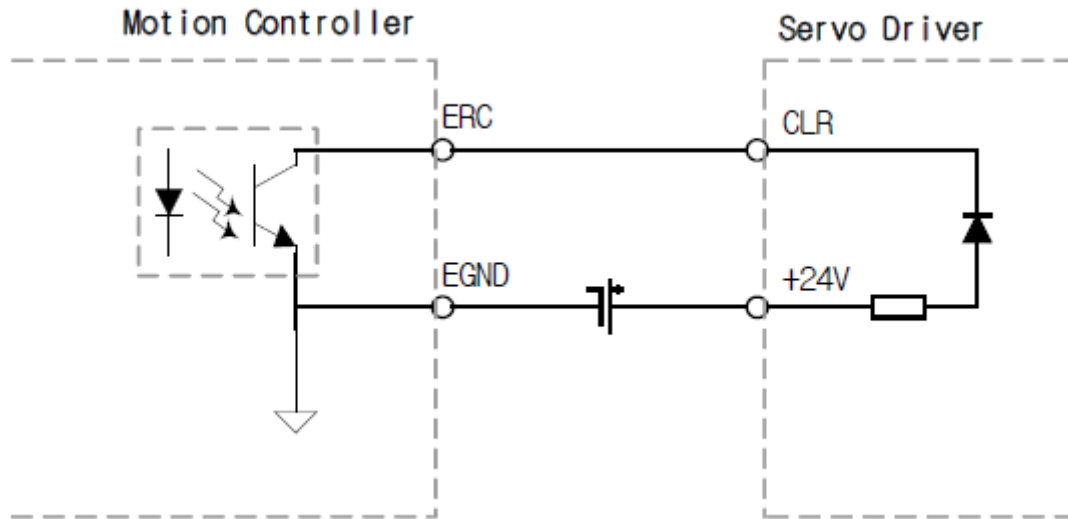 Motion Controller
Servo Driver
ERC
CLR
EGND
+24V